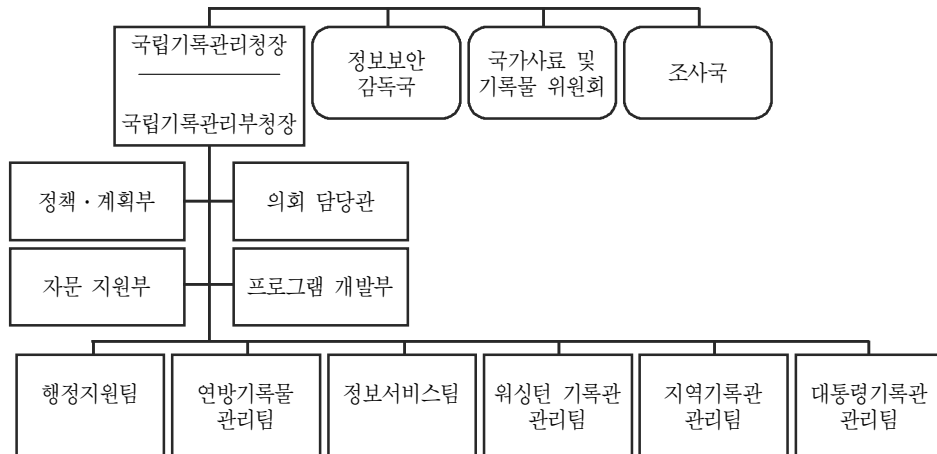 국립기록관리청장
국립기록관리부청장
정보보안
감독국
국가사료 및
기록물 위원회
조사국
정책·계획부
의회 담당관
자문 지원부
프로그램 개발부
행정지원팀
연방기록물
관리팀
정보서비스팀
워싱턴 기록관
관리팀
지역기록관
관리팀
대통령기록관
관리팀